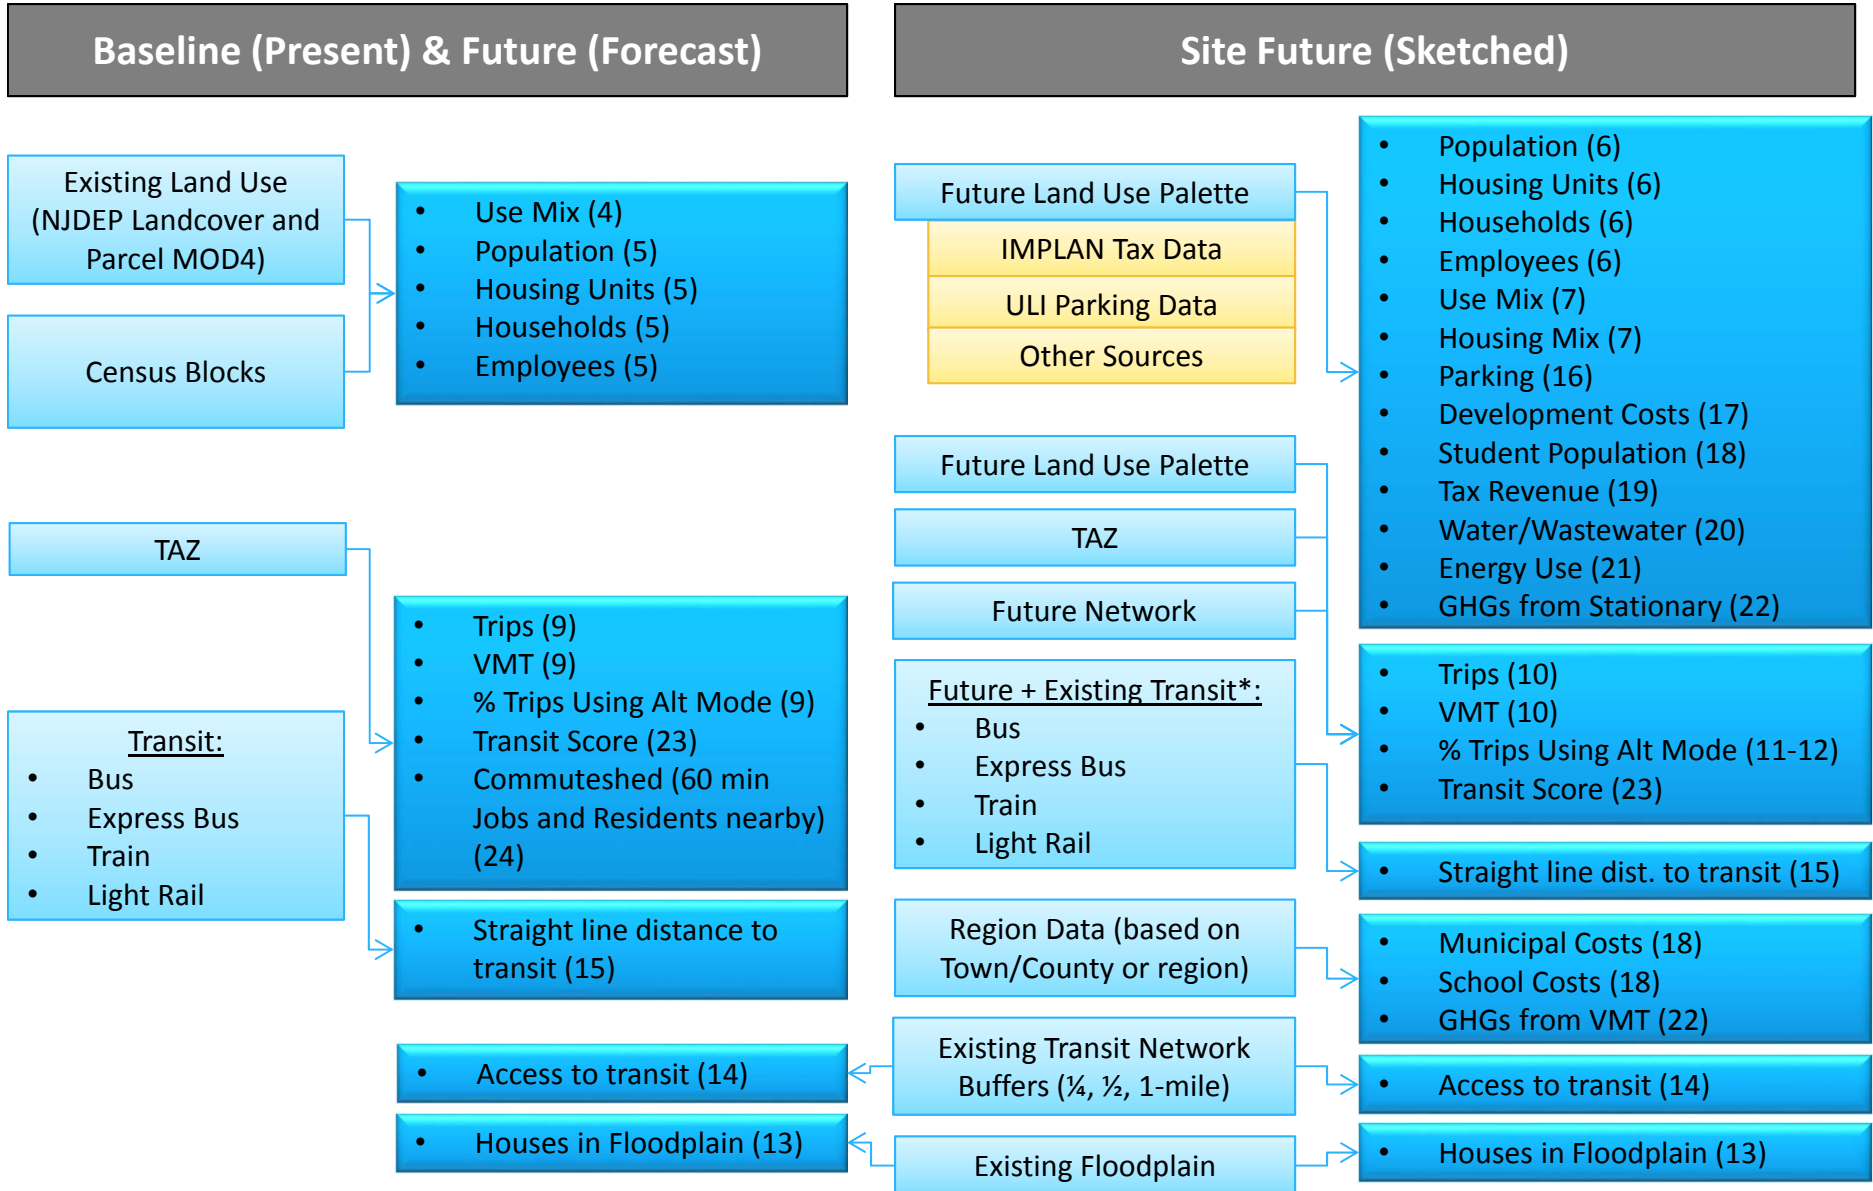 Baseline (Present) & Future (Forecast)
Existing Land Use
(NJDEP Landcover and
Parcel MOD4)
Census Blocks
• Use Mix (4)
• Population (5)
• Housing Units (5)
• Households (5)
• Employees (5)
TAZ
Transit:
• Bus
• Express Bus
• Train
• Light Rail
• Trips (9)
• VMT (9)
• % Trips Using Alt Mode (9)
• Transit Score (23)
• Commuteshed (60 min
Jobs and Residents nearby)
(24)
• Straight line distance to
transit (15)
• Access to transit (14)
• Houses in Floodplain (13)
Site Future (Sketched)
Future Land Use Palette
IMPLAN Tax Data
ULI Parking Data
Other Sources
Future Land Use Palette
TAZ
Future Network
Future + Existing Transit*:
• Bus
• Express Bus
• Train
• Light Rail
Region Data (based on
Town/County or region)
Existing Transit Network
Buffers (¼, ½, 1-mile)
Existing Floodplain
• Population (6)
• Housing Units (6)
• Households (6)
• Employees (6)
• Use Mix (7)
• Housing Mix (7)
• Parking (16)
• Development Costs (17)
• Student Population (18)
• Tax Revenue (19)
• Water/Wastewater (20)
• Energy Use (21)
• GHGs from Stationary (22)
• Trips (10)
• VMT (10)
• % Trips Using Alt Mode (11-12)
• Transit Score (23)
• Straight line dist. to transit (15)
• Municipal Costs (18)
• School Costs (18)
• GHGs from VMT (22)
• Access to transit (14)
• Houses in Floodplain (13)